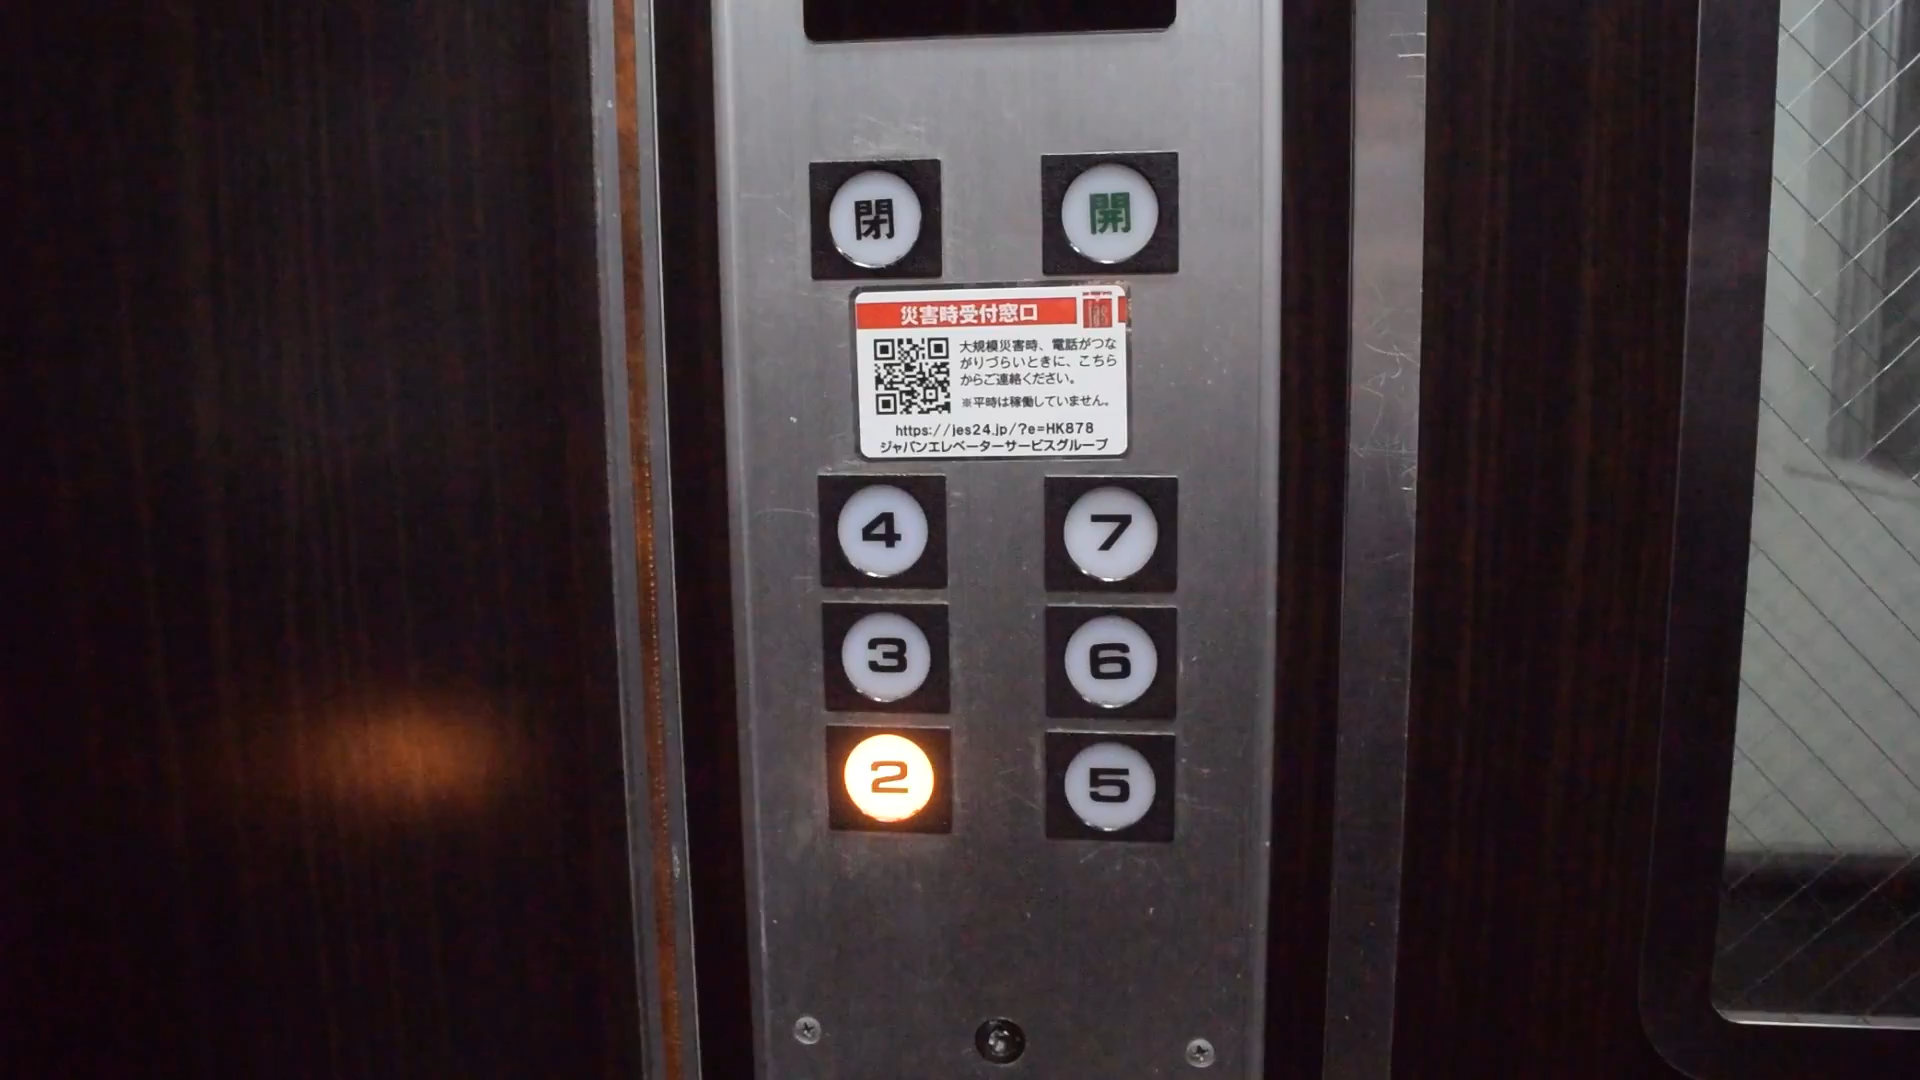 閉 開
災害時受付窓口
大規模災害時、電話がつな
がりづらいときに、こちら
からご連絡ください。
※平時は稼働していません。
https://jes24.jp/?e=HK878
ジャパンエレベーターサービスグループ
4 7
3 6
2 5